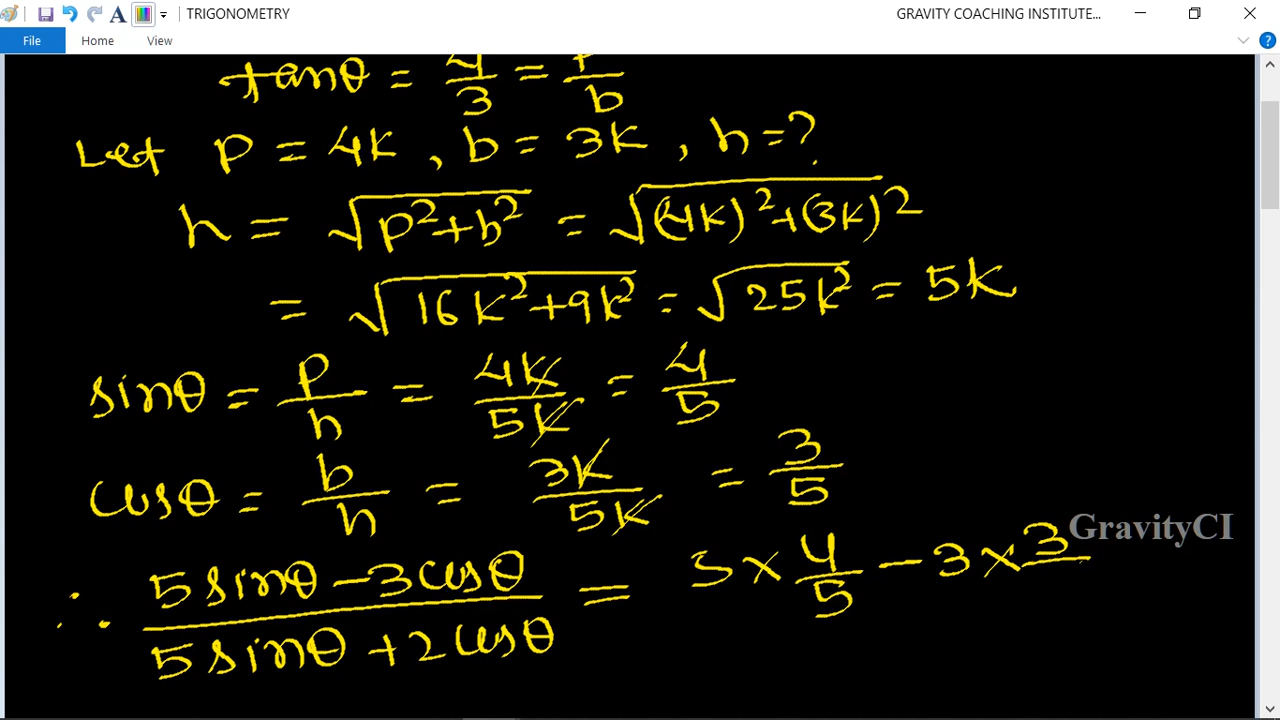 TRIGONOMETRY
GRAVITY COACHING INSTITUTE...
File Home View
tanθ = 4/3 = P/b
Let P = 4K , b = 3K , h = ?
h = √(P²+b²) = √((4K)²+(3K)²)
= √(16K²+9K²) = √(25K²) = 5K
sinθ = P/h = 4K/5K = 4/5
cosθ = b/h = 3K/5K = 3/5
GravityCI
∴ (5sinθ-3cosθ)/(5sinθ+2cosθ) = 5 × 4/5 - 3 × 3